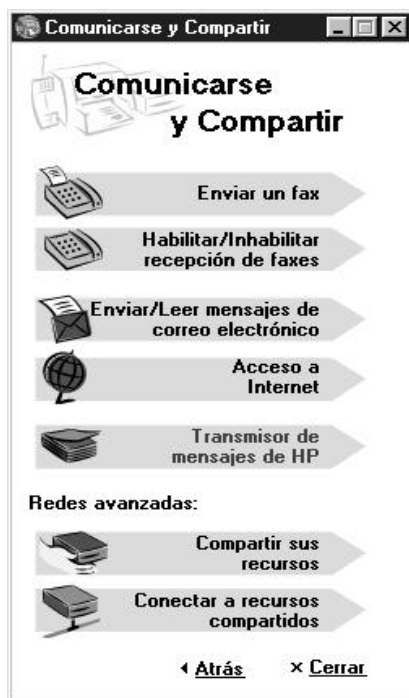 Comunicarse y Compartir
Comunicarse
y Compartir
Enviar un fax
Habilitar/Inhabilitar
recepción de faxes
Enviar/Leer mensajes de
correo electrónico
Acceso a
Internet
Transmisor de
mensajes de HP
Redes avanzadas:
Compartir sus
recursos
Conectar a recursos
compartidos
Atrás
Cerrar